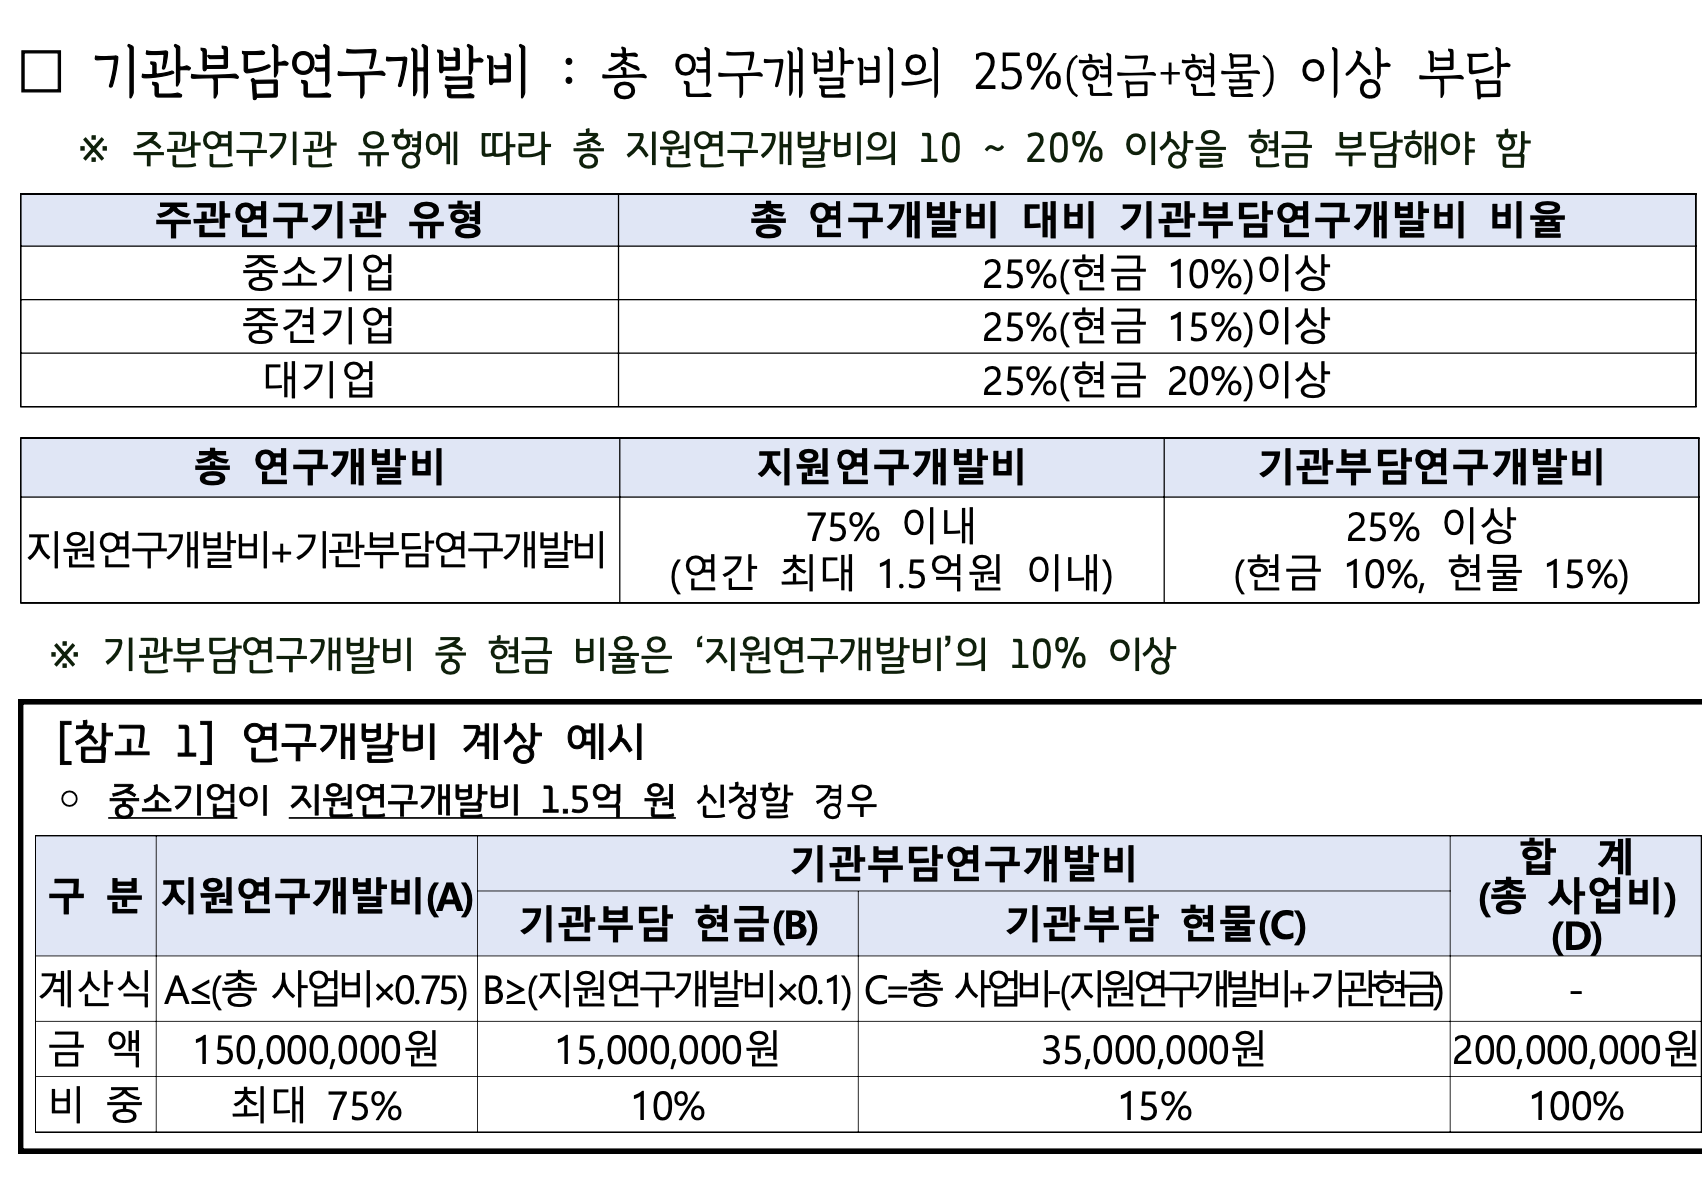 □ 기관부담연구개발비 : 총 연구개발비의 25%(현금+현물) 이상 부담
※ 주관연구기관 유형에 따라 총 지원연구개발비의 10 ~ 20% 이상을 현금 부담해야 함
주관연구기관 유형 총 연구개발비 대비 기관부담연구개발비 비율
중소기업 25%(현금 10%)이상
중견기업 25%(현금 15%)이상
대기업 25%(현금 20%)이상
총 연구개발비 지원연구개발비 기관부담연구개발비
지원연구개발비+기관부담연구개발비
75% 이내
(연간 최대 1.5억원 이내)
25% 이상
(현금 10%, 현물 15%)
※ 기관부담연구개발비 중 현금 비율은 ‘지원연구개발비’의 10% 이상
[참고 1] 연구개발비 계상 예시
○ 중소기업이 지원연구개발비 1.5억 원 신청할 경우
구 분 지원연구개발비(A)
기관부담연구개발비
기관부담 현금(B) 기관부담 현물(C)
합 계
(총 사업비)
(D)
계산식 A≤(총 사업비×0.75) B≥(지원연구개발비×0.1) C=총 사업비-(지원연구개발비+기관현금) -
금 액 150,000,000원 15,000,000원 35,000,000원 200,000,000원
비 중 최대 75% 10% 15% 100%